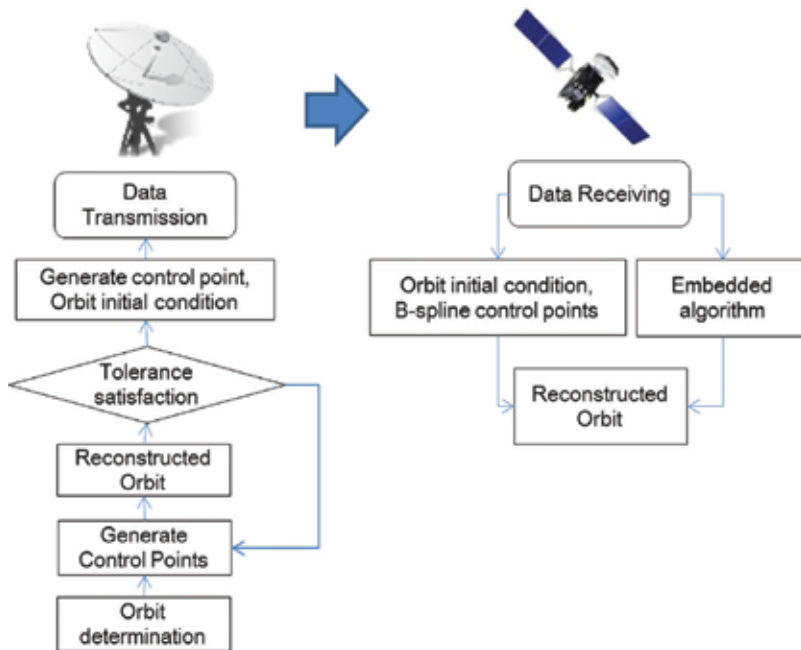 Data
Transmission
Generate control point,
Orbit initial condition
Tolerance
satisfaction
Reconstructed
Orbit
Generate
Control Points
Orbit
determination
Data Receiving
Orbit initial condition,
B-spline control points
Embedded
algorithm
Reconstructed
Orbit